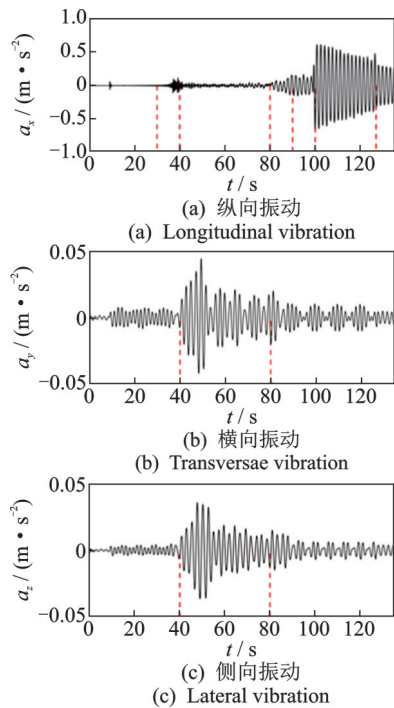 1.0
0.5
0
−0.5
−1.0
a_x / (m • s⁻²)
0 20 40 60 80 100 120
t / s
(a) 纵向振动
(a) Longitudinal vibration
0.05
0
−0.05
a_y / (m • s⁻²)
0 20 40 60 80 100 120
t / s
(b) 横向振动
(b) Transversae vibration
0.05
0
−0.05
a_z / (m • s⁻²)
0 20 40 60 80 100 120
t / s
(c) 侧向振动
(c) Lateral vibration